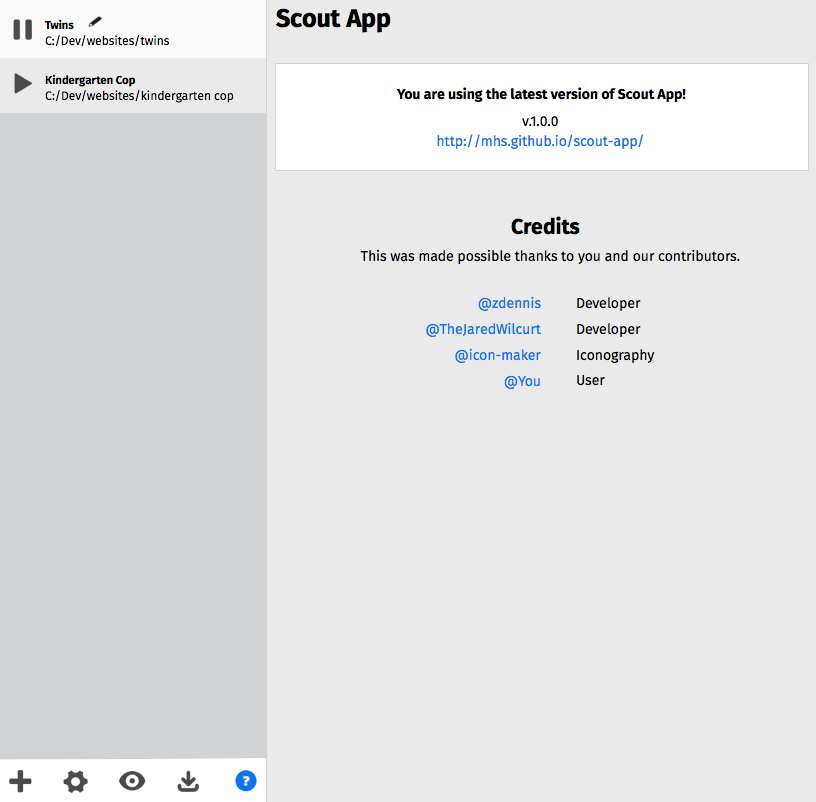 Twins
C:/Dev/websites/twins
Kindergarten Cop
C:/Dev/websites/kindergarten cop
Scout App
You are using the latest version of Scout App!
v.1.0.0
http://mhs.github.io/scout-app/
Credits
This was made possible thanks to you and our contributors.
@zdennis Developer
@TheJaredWilcurt Developer
@icon-maker Iconography
@You User
?